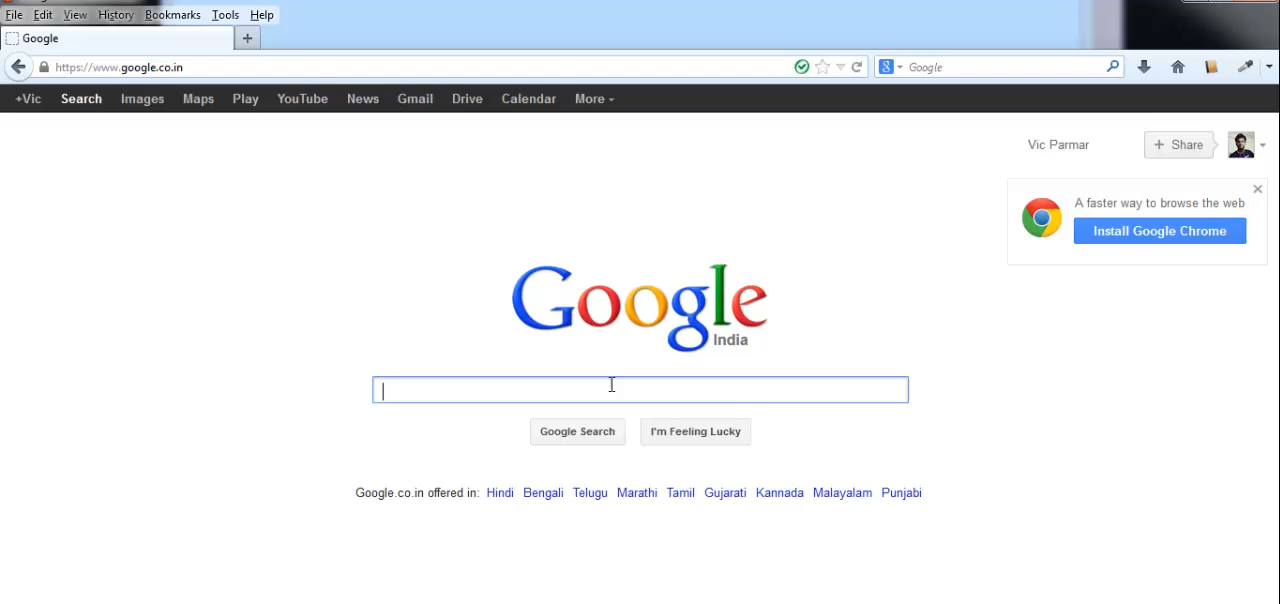 File Edit View History Bookmarks Tools Help
Google
https://www.google.co.in
Google
+Vic Search Images Maps Play YouTube News Gmail Drive Calendar More
Vic Parmar
+ Share
A faster way to browse the web
Install Google Chrome
Google
India
Google Search
I'm Feeling Lucky
Google.co.in offered in: Hindi Bengali Telugu Marathi Tamil Gujarati Kannada Malayalam Punjabi